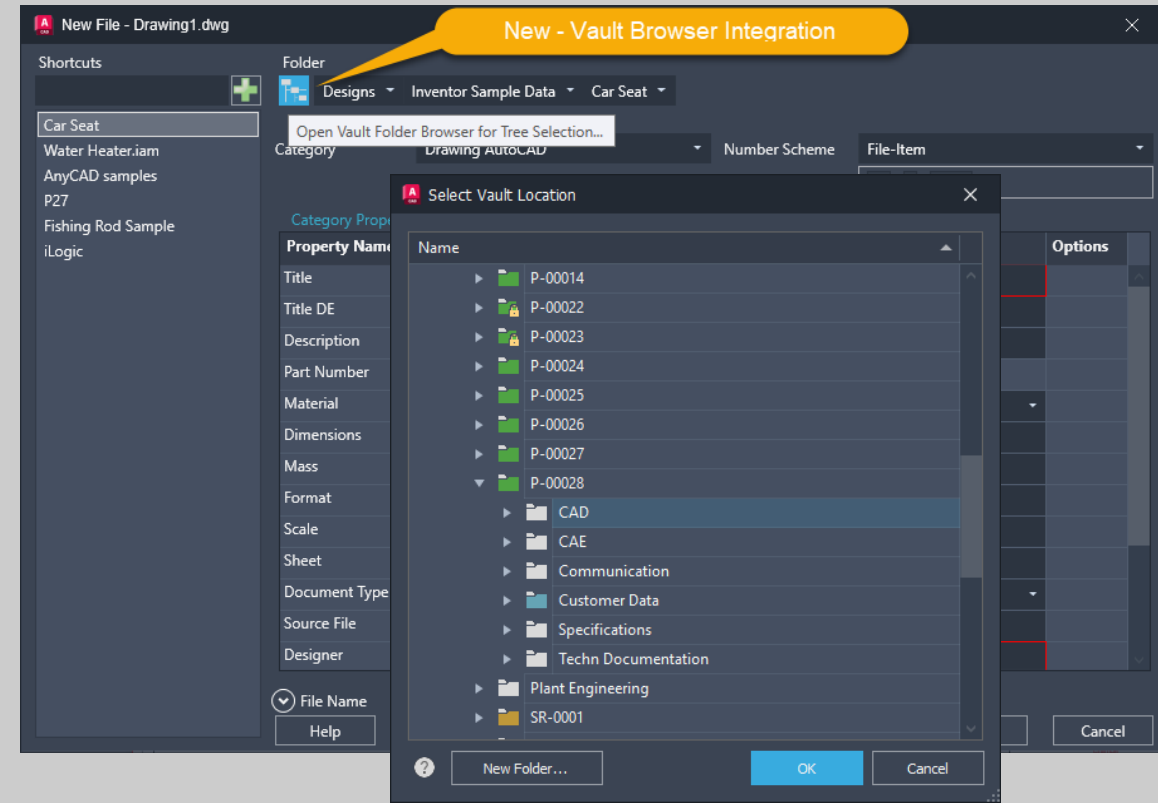 New File - Drawing1.dwg
New - Vault Browser Integration
Shortcuts
Folder
Designs
Inventor Sample Data
Car Seat
Open Vault Folder Browser for Tree Selection...
Car Seat
Water Heater.iam
AnyCAD samples
P27
Fishing Rod Sample
iLogic
Category
Drawing AutoCAD
Number Scheme
File-Item
Select Vault Location
Category Prope
Property Name
Options
Title
Title DE
Description
Part Number
Material
Dimensions
Mass
Format
Scale
Sheet
Document Type
Source File
Designer
Name
P-00014
P-00022
P-00023
P-00024
P-00025
P-00026
P-00027
P-00028
CAD
CAE
Communication
Customer Data
Specifications
Techn Documentation
Plant Engineering
SR-0001
File Name
Help
Cancel
New Folder...
OK
Cancel